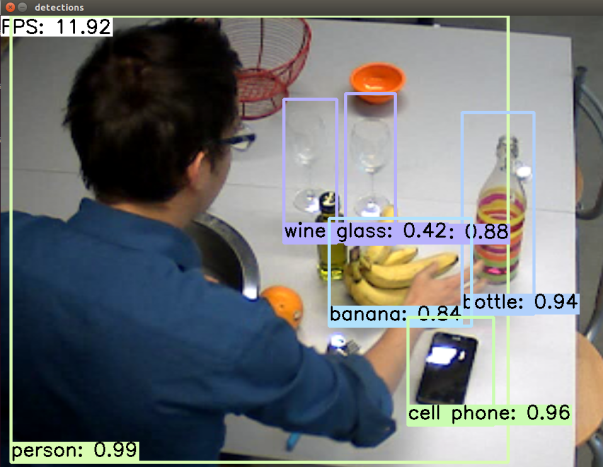 detections
FPS: 11.92
wine glass: 0.42: 0.88
bottle: 0.94
banana: 0.84
cell phone: 0.96
person: 0.99